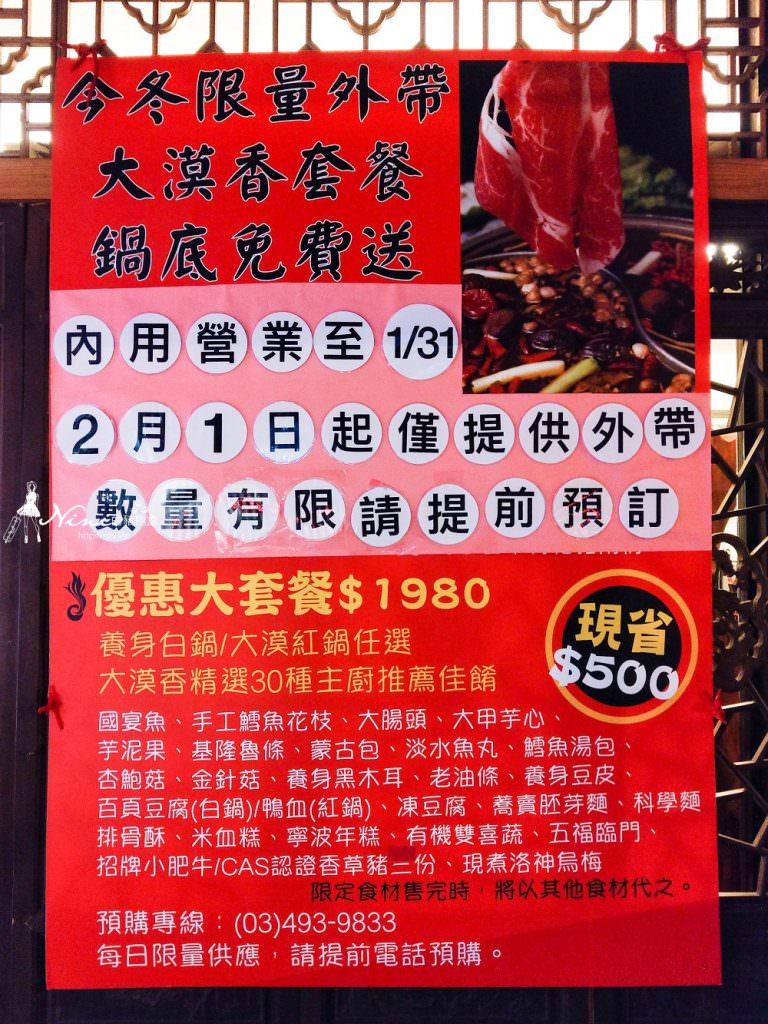 今冬限量外帶
大漠香套餐
鍋底免費送
內用營業至1/31
2月1日起僅提供外帶
數量有限請提前預訂
優惠大套餐$1980
現省
$500
養身白鍋/大漠紅鍋任選
大漠香精選30種主廚推薦佳餚
國宴魚、手工鱈魚花枝、大腸頭、大甲芋心、
芋泥果、基隆魯條、蒙古包、淡水魚丸、鱈魚湯包、
杏鮑菇、金針菇、養身黑木耳、老油條、養身豆皮、
百頁豆腐(白鍋)/鴨血(紅鍋)、凍豆腐、蕎賣胚芽麵、科學麵
排骨酥、米血糕、寧波年糕、有機雙喜蔬、五福臨門、
招牌小肥牛/CAS認證香草豬三份、現煮洛神烏梅
限定食材售完時，將以其他食材代之。
預購專線：(03)493-9833
每日限量供應，請提前電話預購。